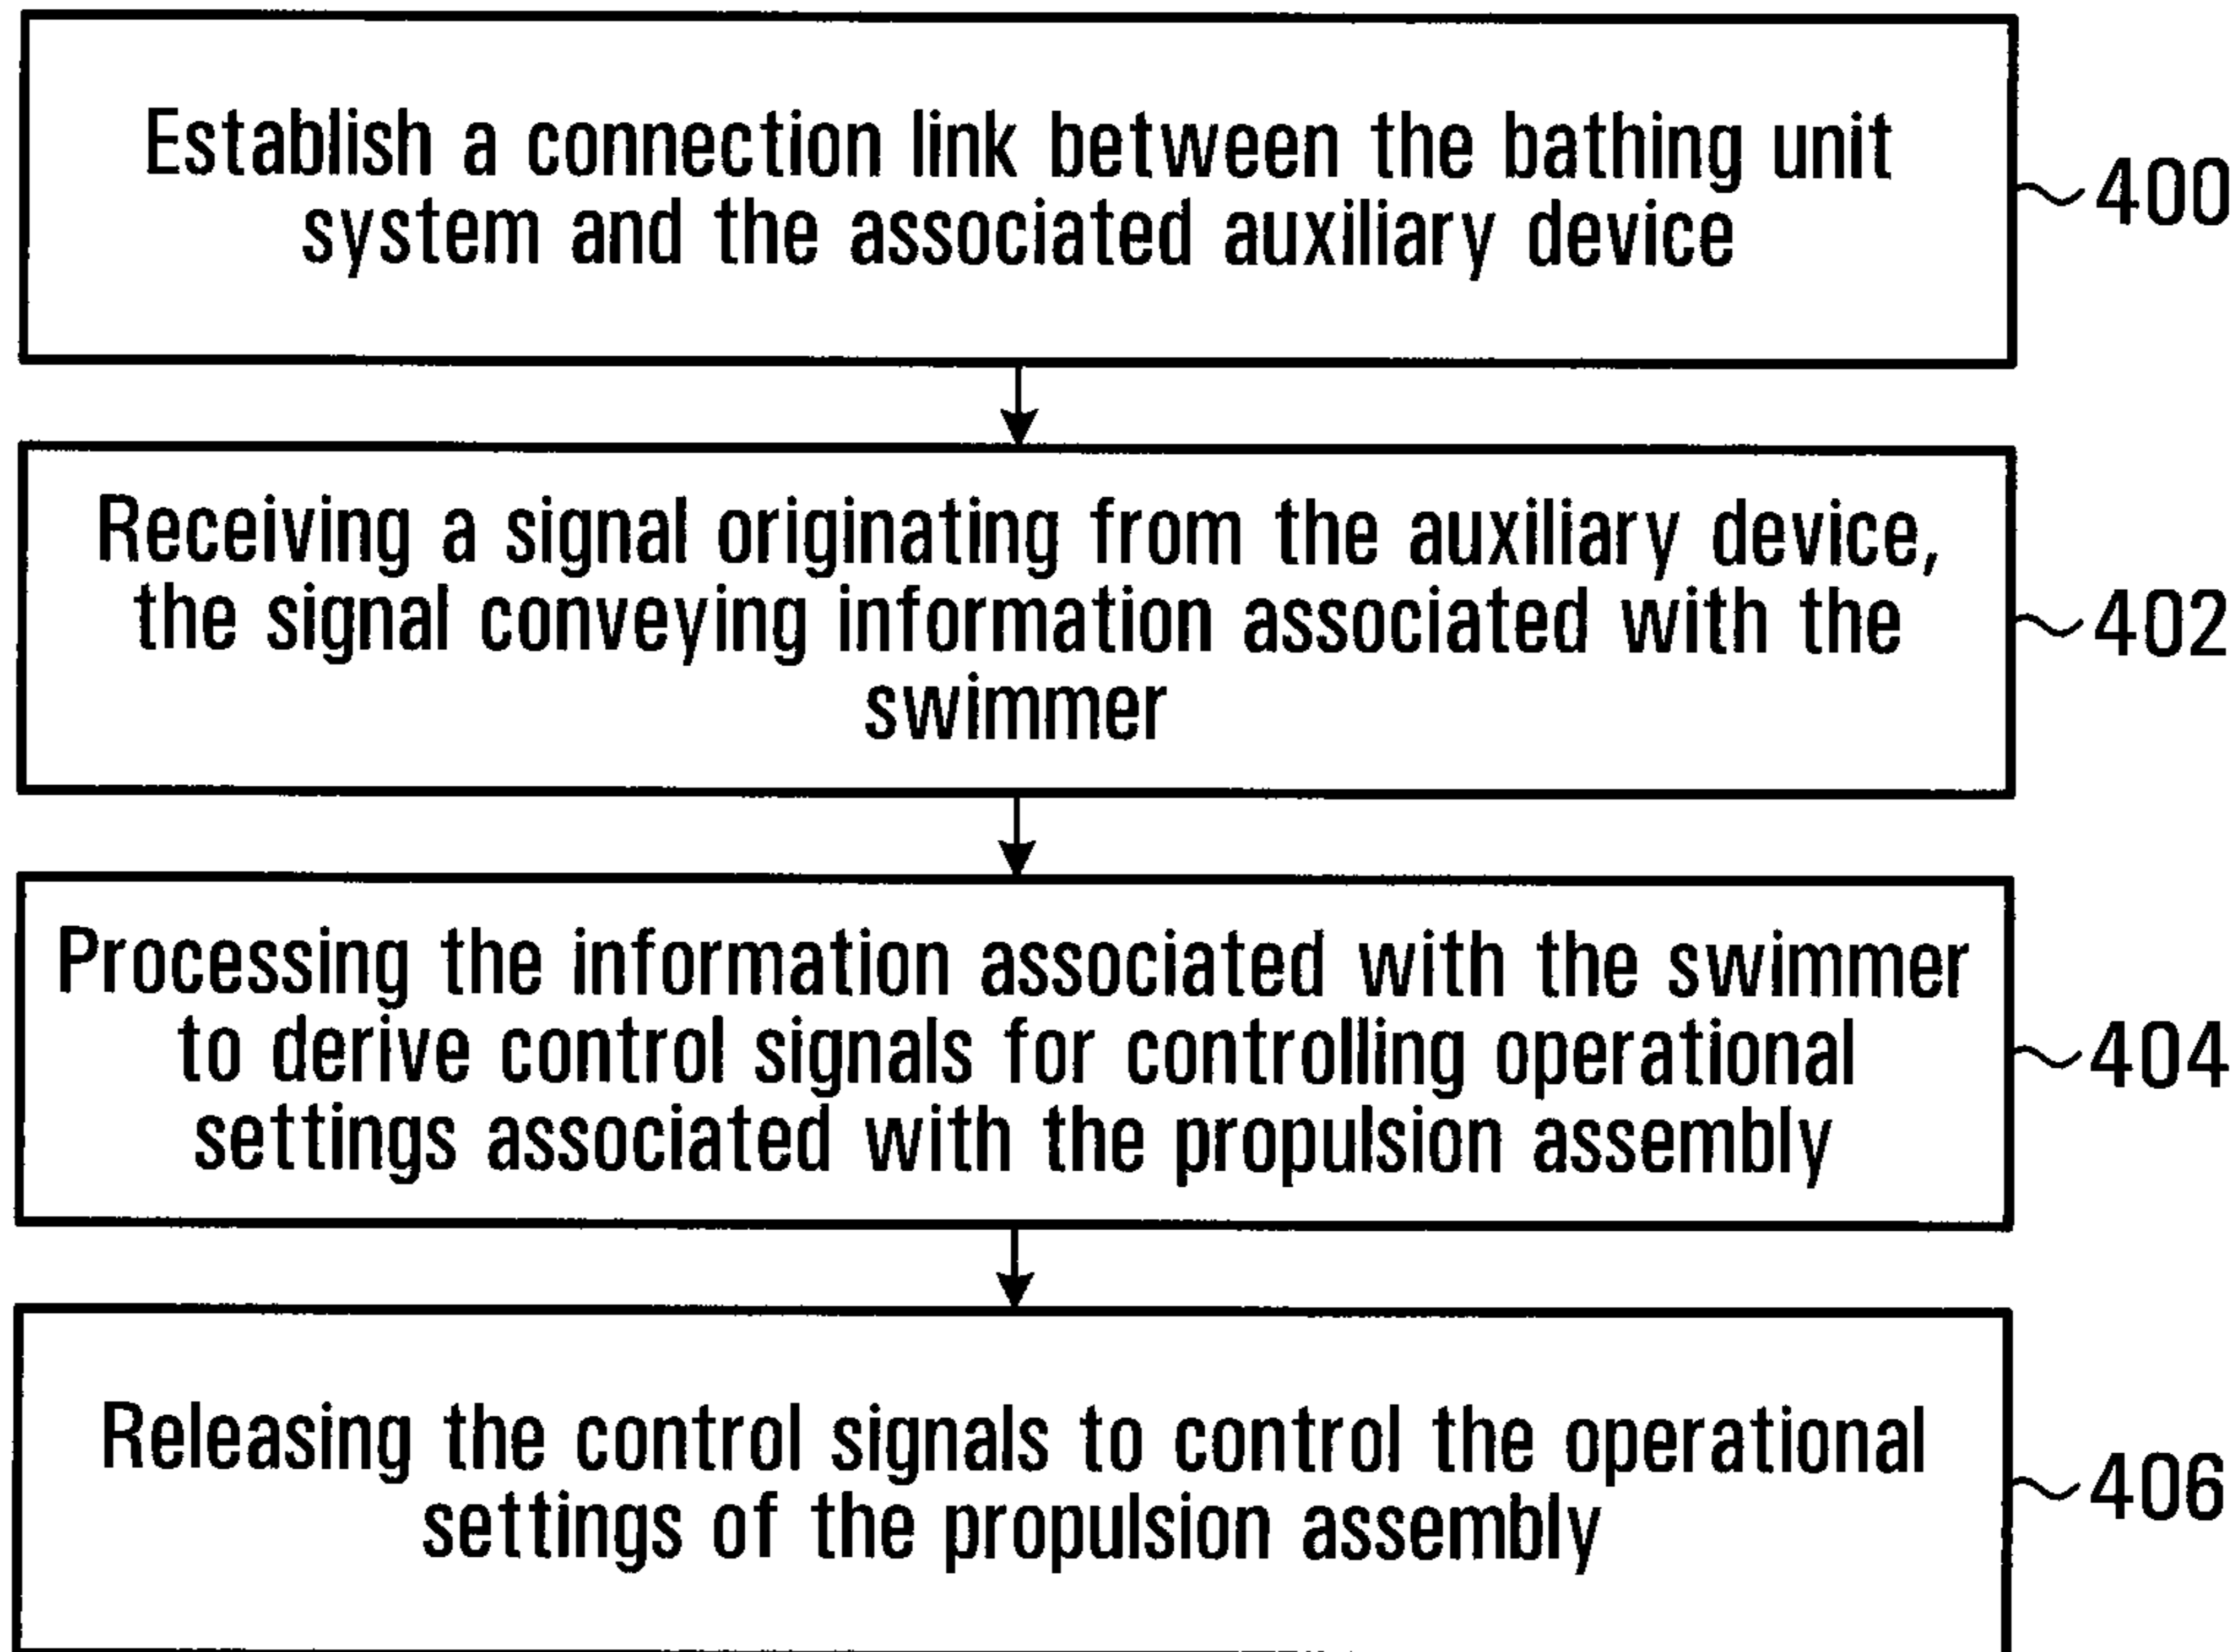 Establish a connection link between the bathing unit
system and the associated auxiliary device
400
Receiving a signal originating from the auxiliary device,
the signal conveying information associated with the
swimmer
402
Processing the information associated with the swimmer
to derive control signals for controlling operational
settings associated with the propulsion assembly
404
Releasing the control signals to control the operational
settings of the propulsion assembly
406